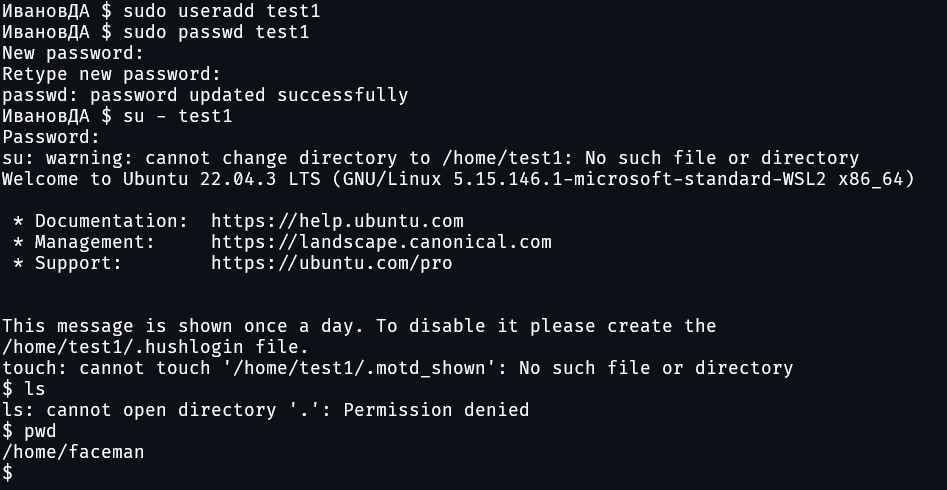 ИвановДА $ sudo useradd test1
ИвановДА $ sudo passwd test1
New password:
Retype new password:
passwd: password updated successfully
ИвановДА $ su - test1
Password:
su: warning: cannot change directory to /home/test1: No such file or directory
Welcome to Ubuntu 22.04.3 LTS (GNU/Linux 5.15.146.1-microsoft-standard-WSL2 x86_64)
* Documentation:  https://help.ubuntu.com
* Management:     https://landscape.canonical.com
* Support:        https://ubuntu.com/pro
This message is shown once a day. To disable it please create the
/home/test1/.hushlogin file.
touch: cannot touch '/home/test1/.motd_shown': No such file or directory
$ ls
ls: cannot open directory '.': Permission denied
$ pwd
/home/faceman
$